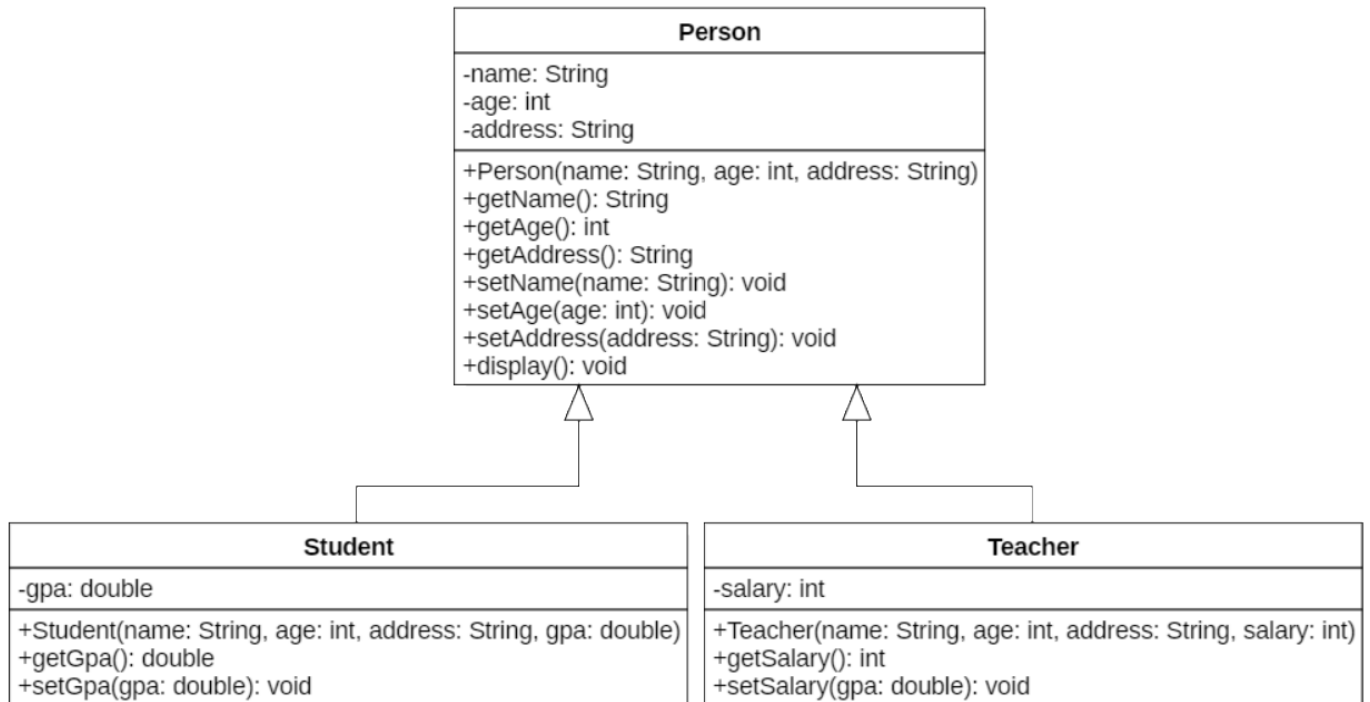 Person
-name: String
-age: int
-address: String
+Person(name: String, age: int, address: String)
+getName(): String
+getAge(): int
+getAddress(): String
+setName(name: String): void
+setAge(age: int): void
+setAddress(address: String): void
+display(): void
Student
-gpa: double
+Student(name: String, age: int, address: String, gpa: double)
+getGpa(): double
+setGpa(gpa: double): void
Teacher
-salary: int
+Teacher(name: String, age: int, address: String, salary: int)
+getSalary(): int
+setSalary(gpa: double): void